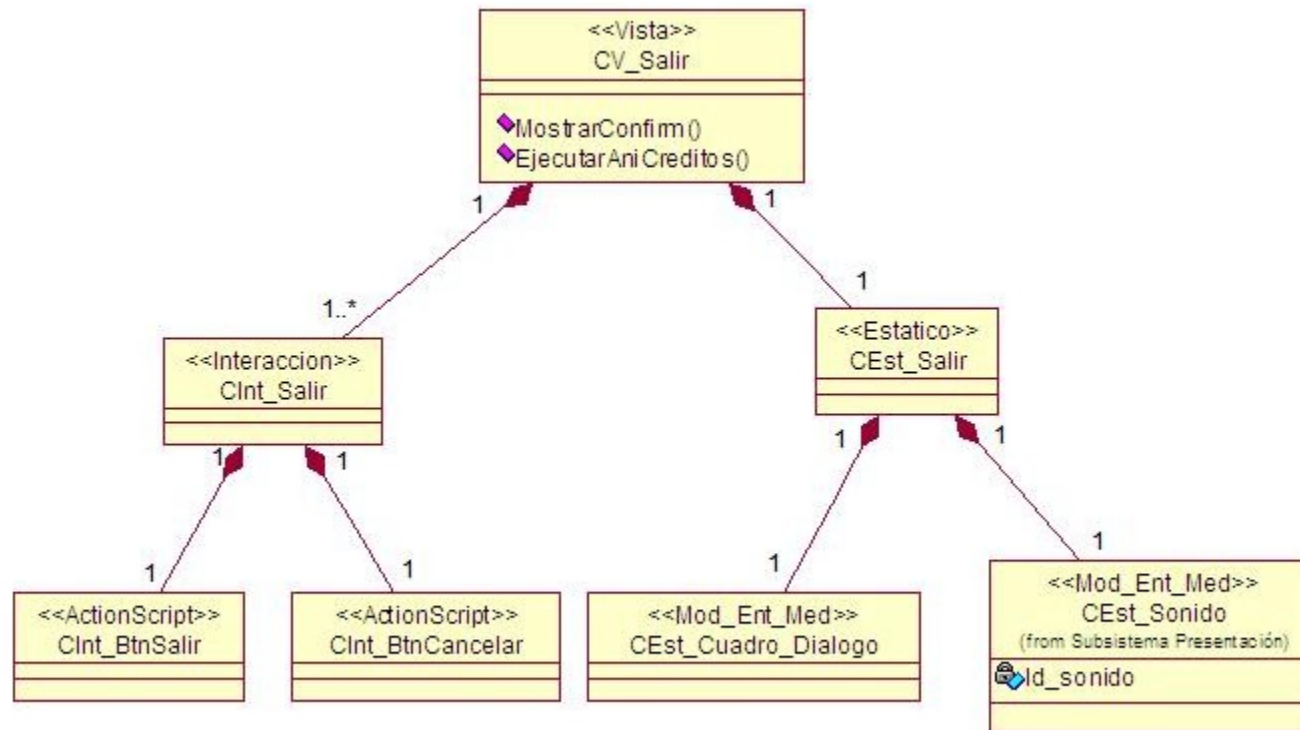 <<Vista>>
CV_Salir
MostrarConfirm()
EjecutarAniCreditos()
1
1
1..*
1
<<Interaccion>>
CInt_Salir
<<Estatico>>
CEst_Salir
1
1
1
1
1
1
1
1
<<ActionScript>>
CInt_BtnSalir
<<ActionScript>>
CInt_BtnCancelar
<<Mod_Ent_Med>>
CEst_Cuadro_Dialogo
<<Mod_Ent_Med>>
CEst_Sonido
(from Subsistema Presentación)
Id_sonido